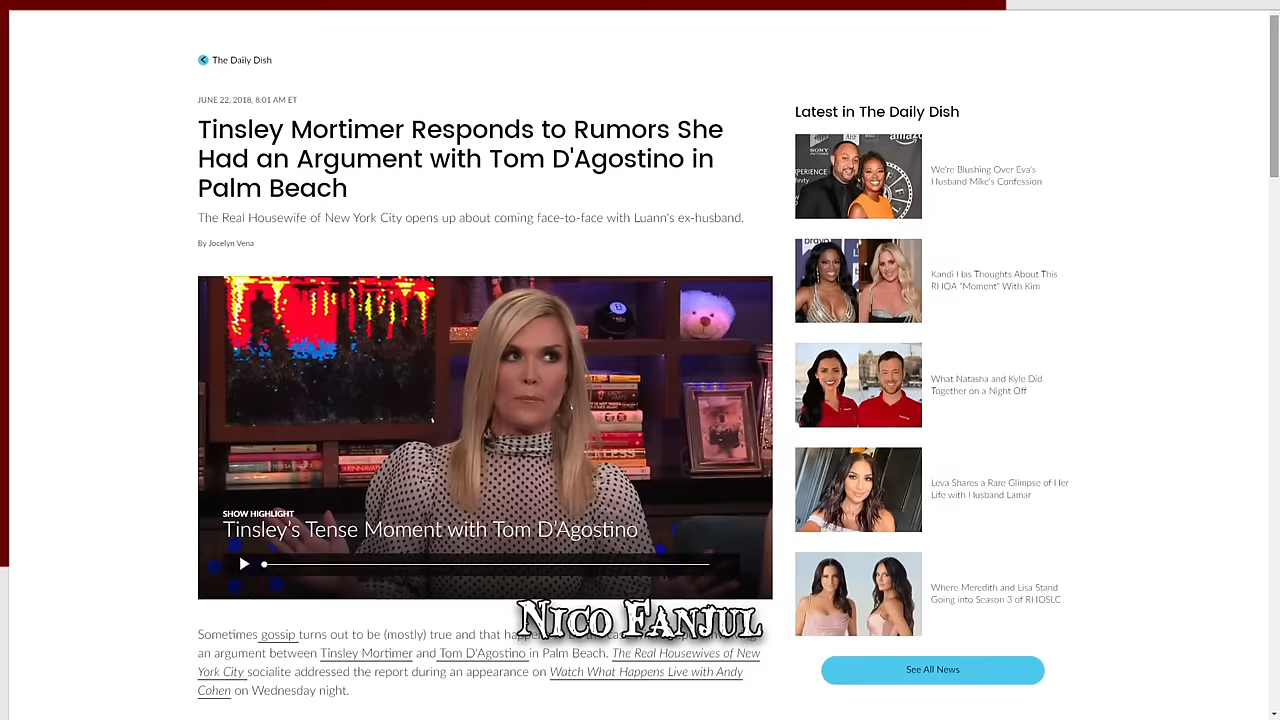 The Daily Dish
JUNE 22, 2018, 8:01 AM ET
Tinsley Mortimer Responds to Rumors She
Had an Argument with Tom D'Agostino in
Palm Beach
The Real Housewife of New York City opens up about coming face-to-face with Luann's ex-husband.
By Jocelyn Vena
SHOW HIGHLIGHT
Tinsley's Tense Moment with Tom D'Agostino
NICO FANJUL
Sometimes gossip turns out to be (mostly) true and that
an argument between Tinsley Mortimer and Tom D'Agostino in Palm Beach. The Real Housewives of New
York City socialite addressed the report during an appearance on Watch What Happens Live with Andy
Cohen on Wednesday night.
Latest in The Daily Dish
We're Blushing Over Eva's
Husband Mike's Confession
Kandi Has Thoughts About This
RHOA "Moment" With Kim
What Natasha and Kyle Did
Together on a Night Off
Leva Shares a Rare Glimpse of Her
Life with Husband Lamar
Where Meredith and Lisa Stand
Going into Season 3 of RHOSLC
See All News